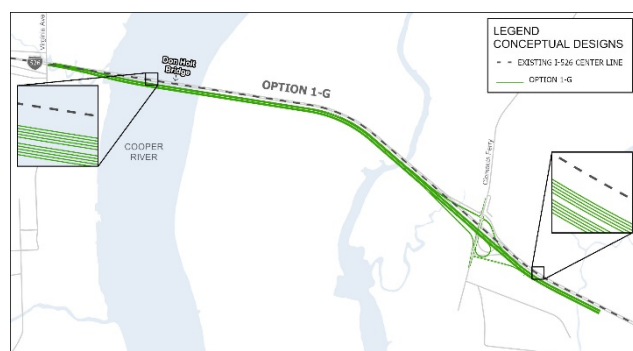 Virginia Ave
526
Don Holt
Bridge
OPTION 1-G
COOPER
RIVER
Clements Ferry
LEGEND
CONCEPTUAL DESIGNS
EXISTING I-526 CENTER LINE
OPTION 1-G